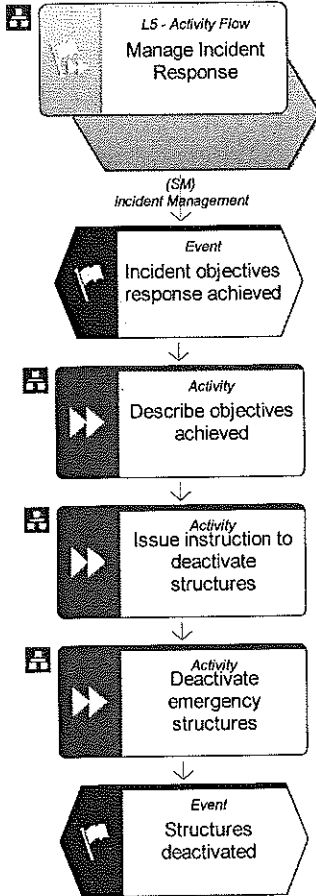 L5 - Activity Flow
Manage Incident
Response
(SM)
Incident Management
Event
Incident objectives
response achieved
Activity
Describe objectives
achieved
Activity
Issue instruction to
deactivate
structures
Activity
Deactivate
emergency
structures
Event
Structures
deactivated